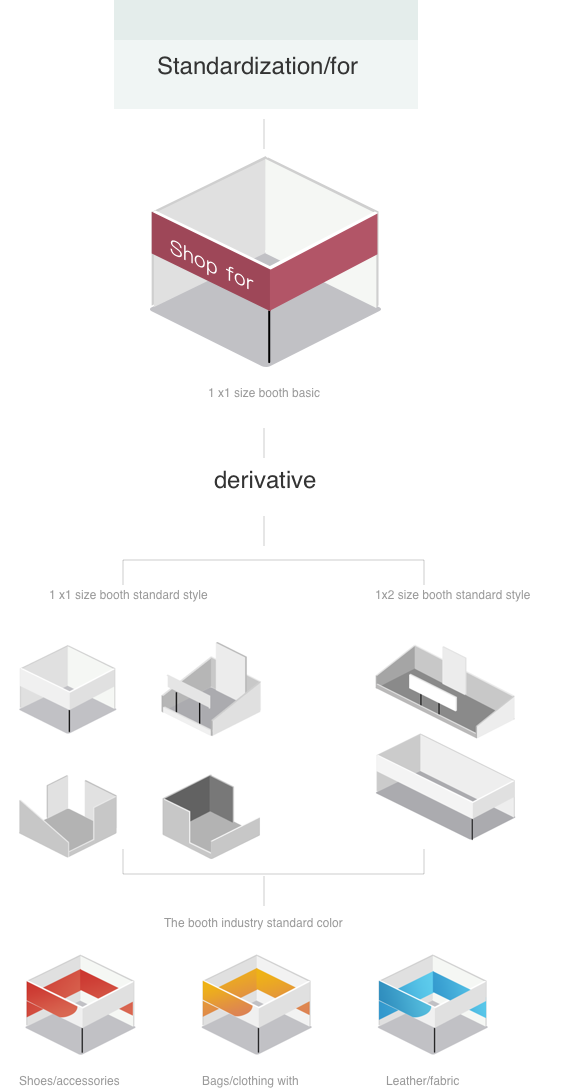 Standardization/for
Shop for
1 x1 size booth basic
derivative
1 x1 size booth standard style
1x2 size booth standard style
The booth industry standard color
Shoes/accessories
Bags/clothing with
Leather/fabric